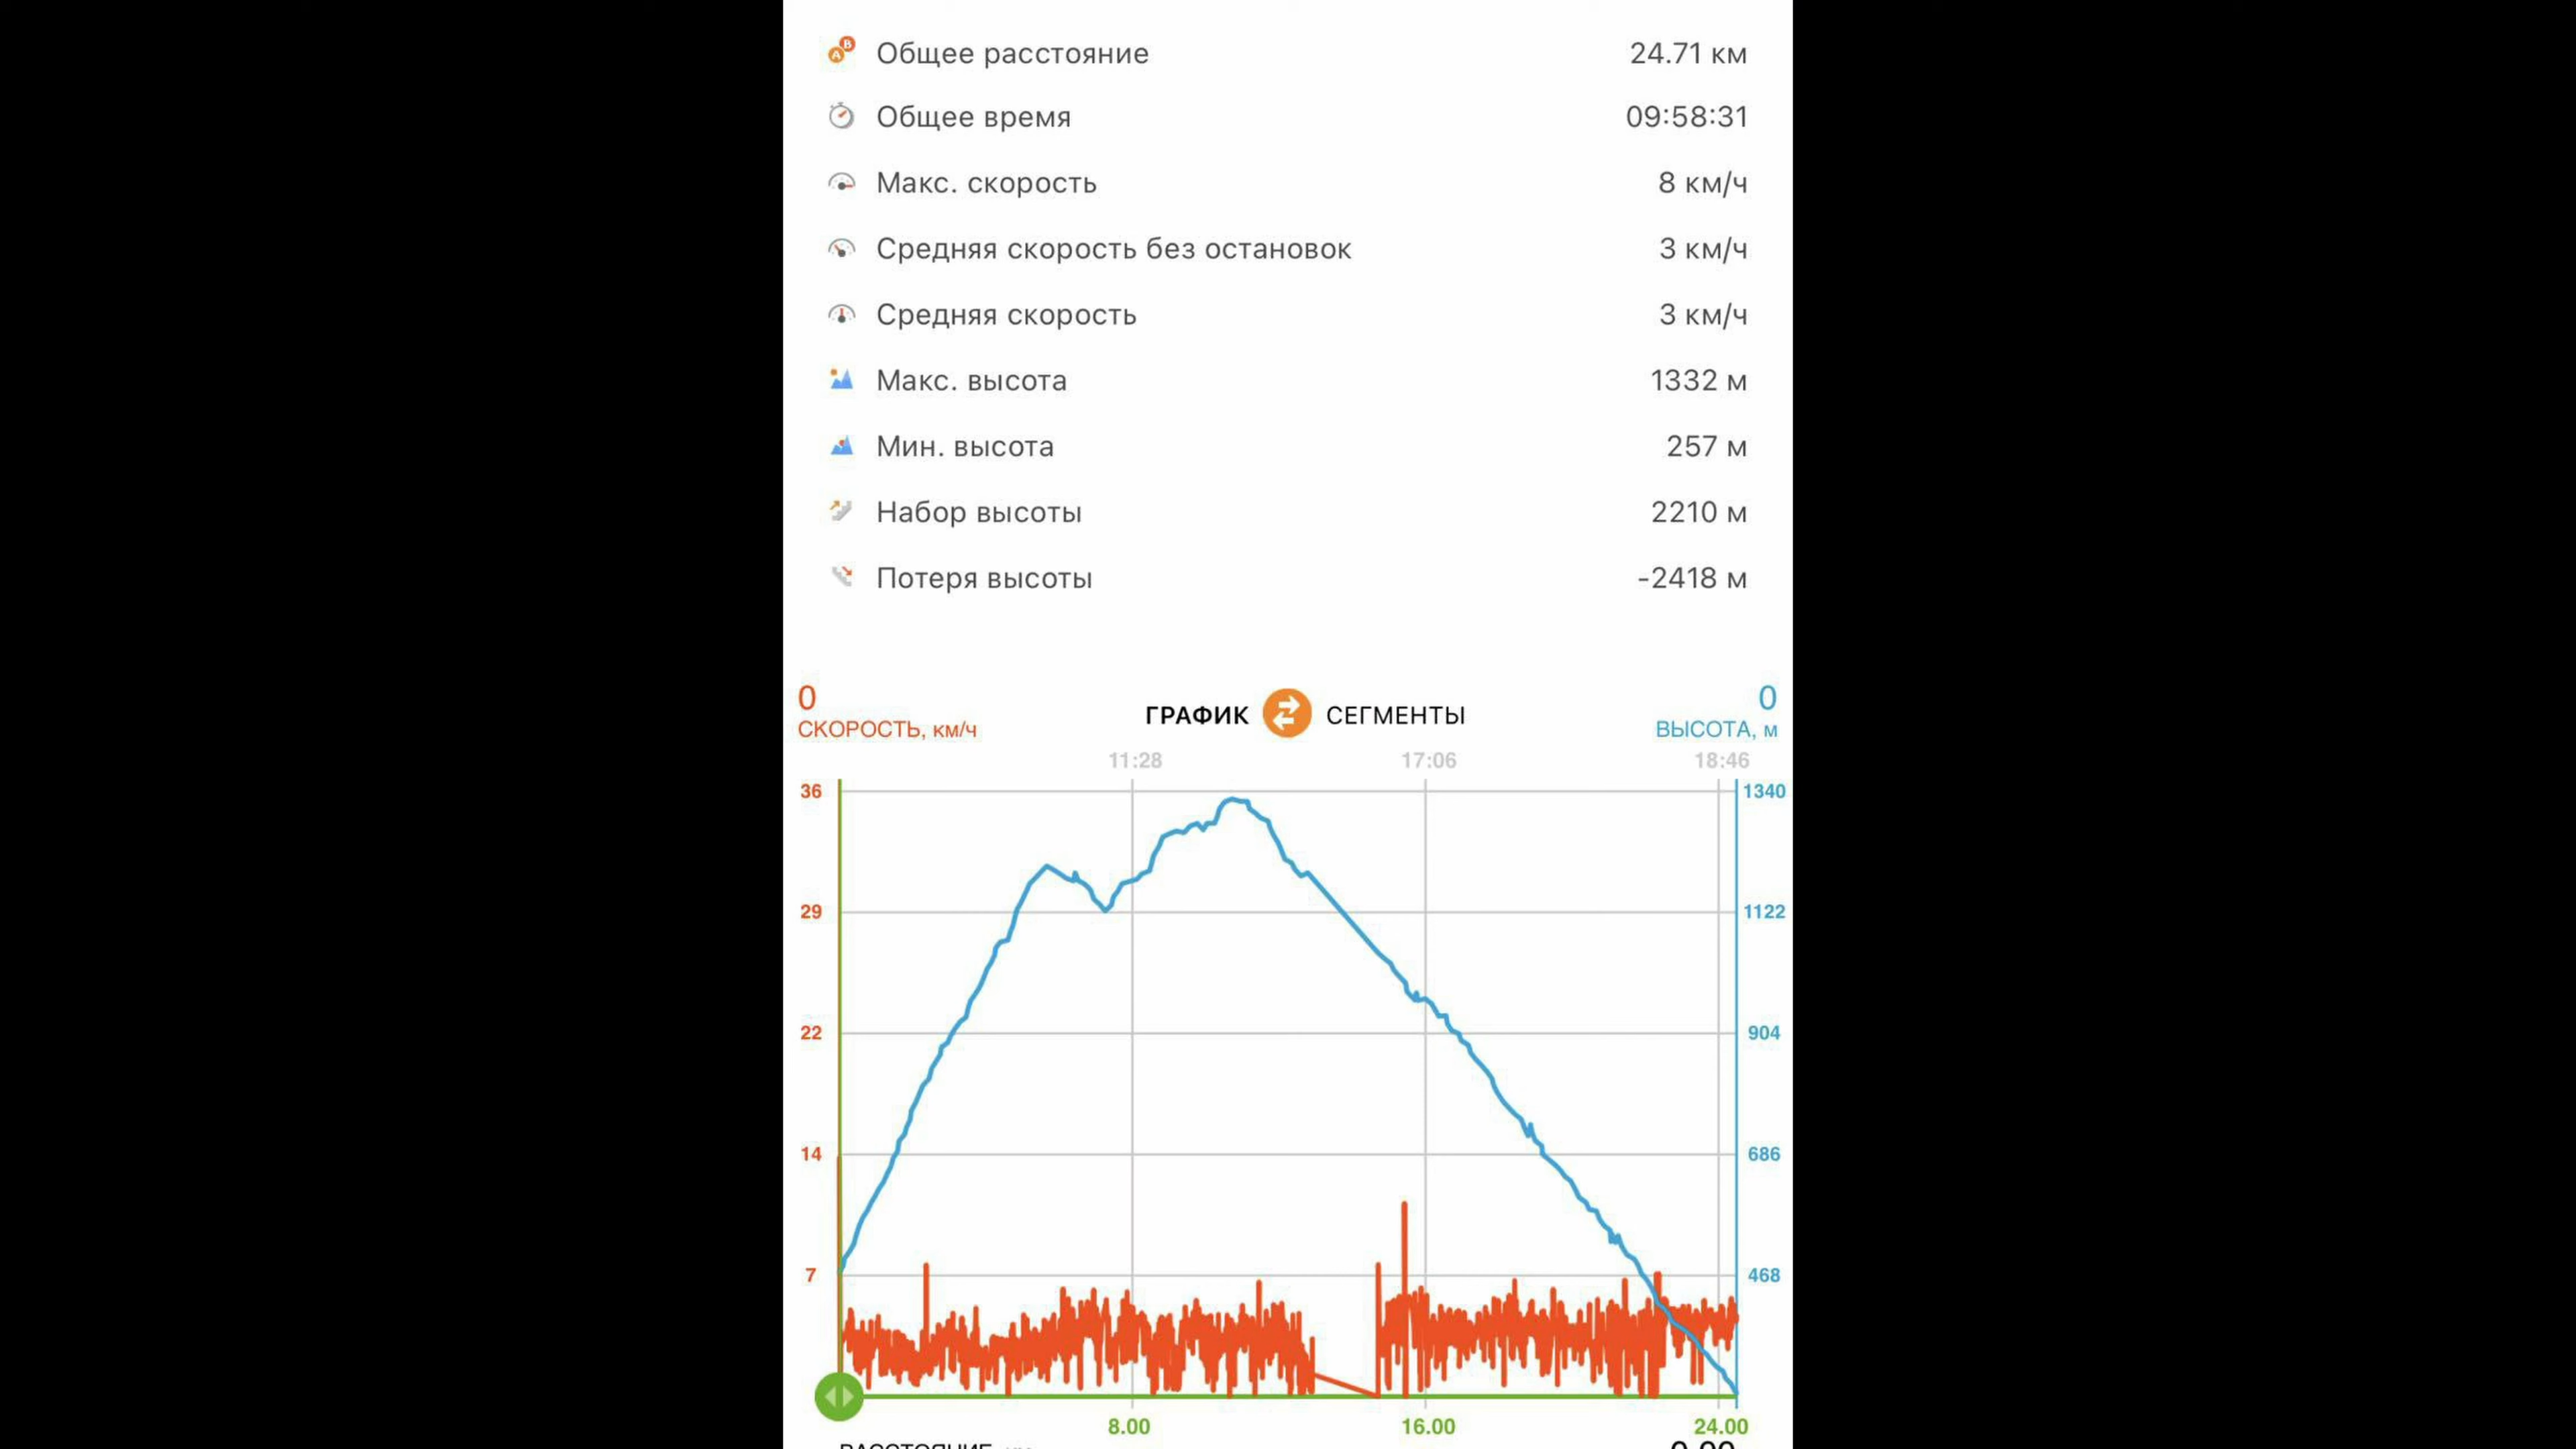 Общее расстояние 24.71 км
Общее время 09:58:31
Макс. скорость 8 км/ч
Средняя скорость без остановок 3 км/ч
Средняя скорость 3 км/ч
Макс. высота 1332 м
Мин. высота 257 м
Набор высоты 2210 м
Потеря высоты -2418 м
0 ГРАФИК СЕГМЕНТЫ 0
СКОРОСТЬ, км/ч ВЫСОТА, м
11:28 17:06 18:46
36 1340
29 1122
22 904
14 686
7 468
8.00 16.00 24.00